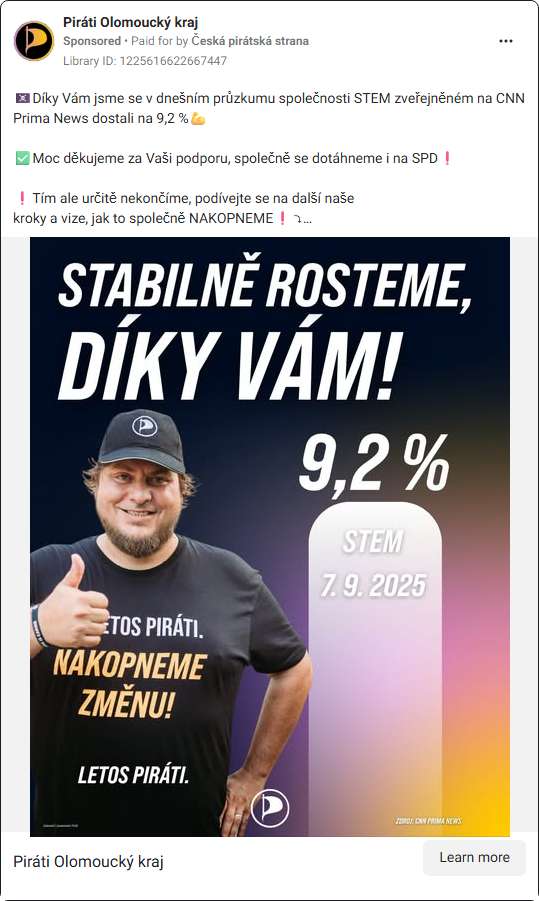 Piráti Olomoucký kraj
Sponsored • Paid for by Česká pirátská strana
Library ID: 1225616622667447
Díky Vám jsme se v dnešním průzkumu společnosti STEM zveřejněném na CNN
Prima News dostali na 9,2 %💪
✅Moc děkujeme za Vaši podporu, společně se dotáhneme i na SPD❗
❗Tím ale určitě nekončíme, podívejte se na další naše
kroky a vize, jak to společně NAKOPNEME❗⤵...
STABILNĚ ROSTEME,
DÍKY VÁM!
9,2 %
STEM
7. 9. 2025
ETOS PIRÁTI.
NAKOPNEME
ZMĚNU!
LETOS PIRÁTI.
ZDROJ: CNN PRIMA NEWS
Piráti Olomoucký kraj
Learn more